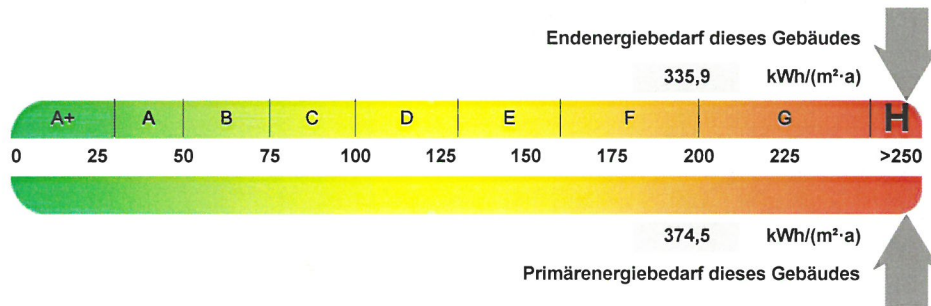 Endenergiebedarf dieses Gebäudes
335,9 kWh/(m²·a)
A+ A B C D E F G H
0 25 50 75 100 125 150 175 200 225 >250
374,5 kWh/(m²·a)
Primärenergiebedarf dieses Gebäudes